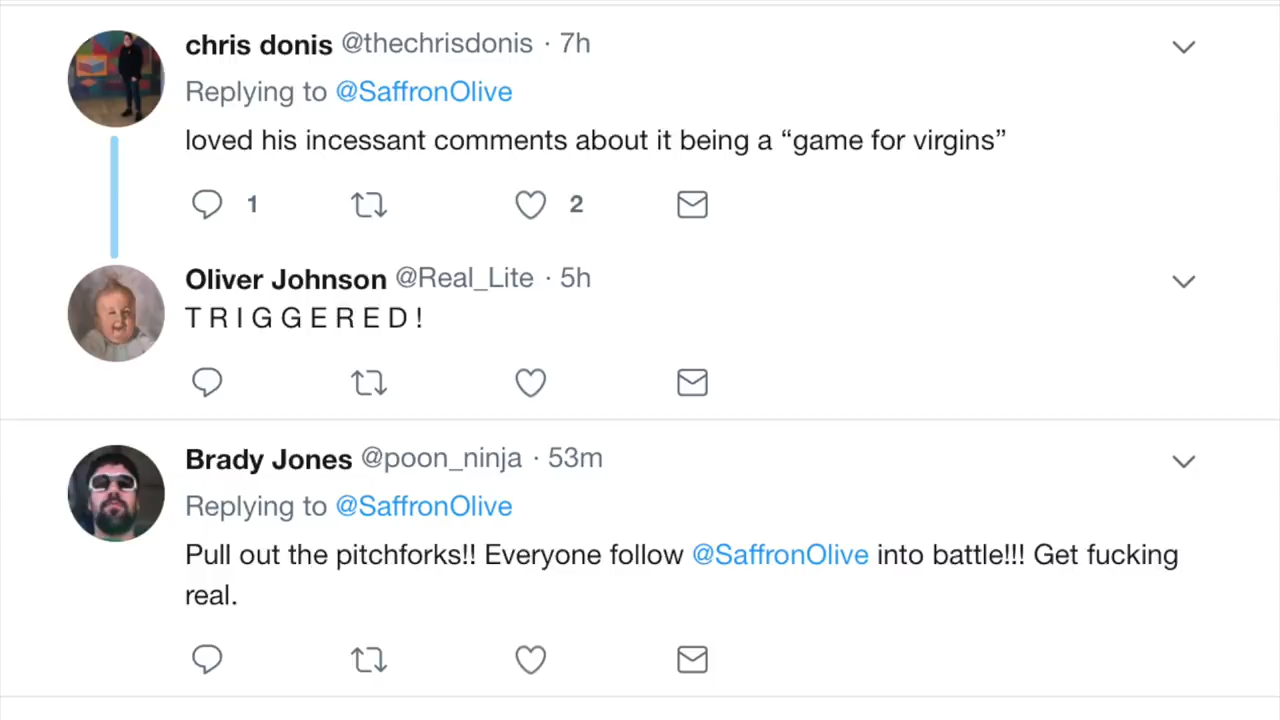 chris donis @thechrisdonis · 7h
Replying to @SaffronOlive
loved his incessant comments about it being a “game for virgins”
1 2
Oliver Johnson @Real_Lite · 5h
T R I G G E R E D !
Brady Jones @poon_ninja · 53m
Replying to @SaffronOlive
Pull out the pitchforks!! Everyone follow @SaffronOlive into battle!!! Get fucking
real.